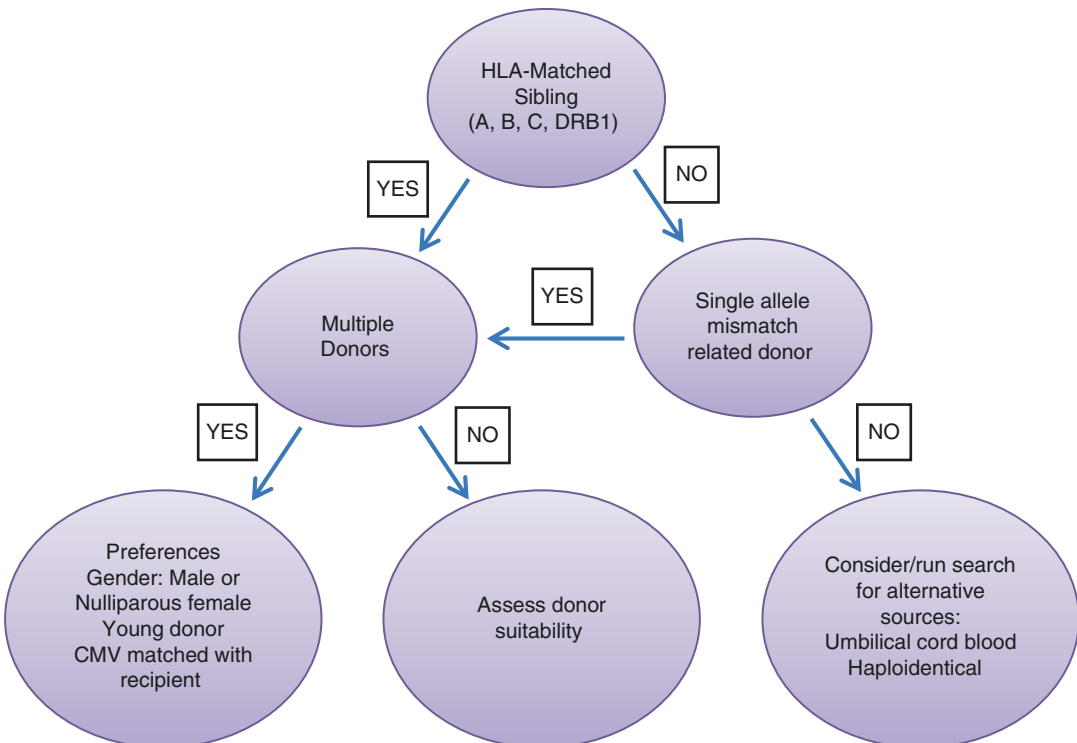 HLA-Matched
Sibling
(A, B, C, DRB1)
YES
NO
Multiple
Donors
YES
Single allele
mismatch
related donor
YES
NO
NO
Preferences
Gender: Male or
Nulliparous female
Young donor
CMV matched with
recipient
Assess donor
suitability
Consider/run search
for alternative
sources:
Umbilical cord blood
Haploidentical